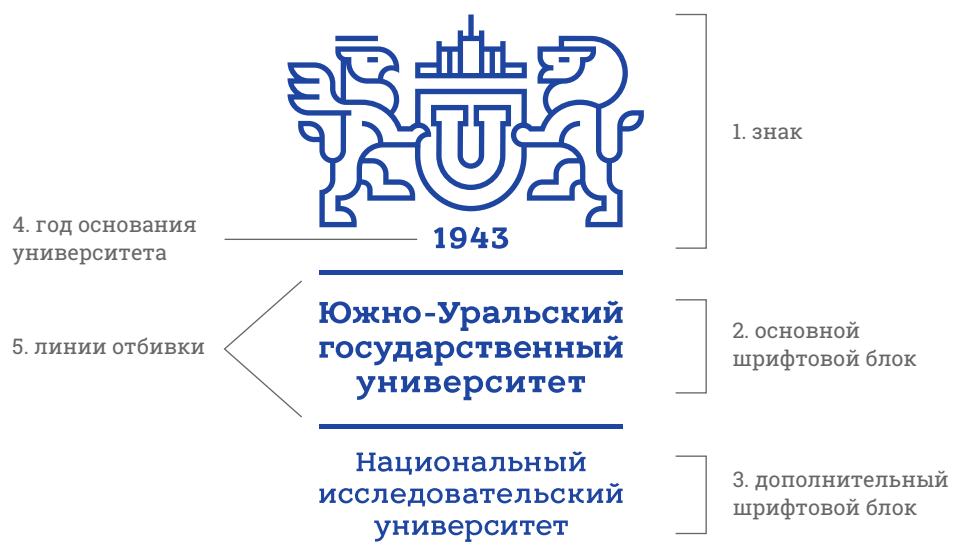 1. знак
4. год основания
университета
1943
5. линии отбивки
Южно-Уральский
государственный
университет
2. основной
шрифтовой блок
Национальный
исследовательский
университет
3. дополнительный
шрифтовой блок